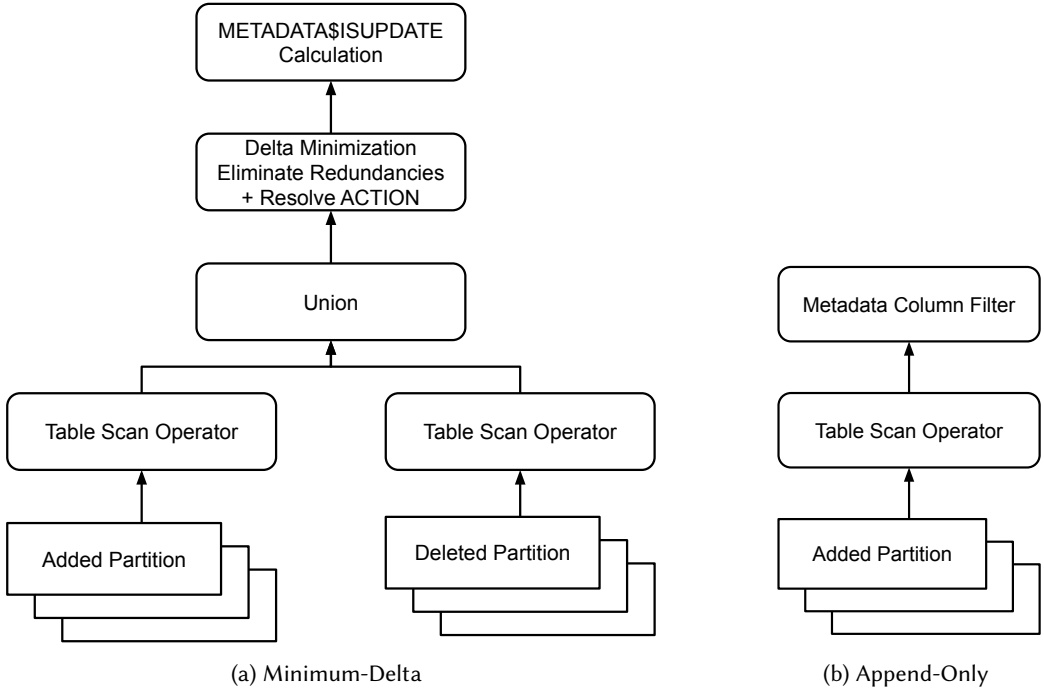 METADATA$ISUPDATE
Calculation
Delta Minimization
Eliminate Redundancies
+ Resolve ACTION
Union
Table Scan Operator
Table Scan Operator
Added Partition
Deleted Partition
(a) Minimum-Delta
Metadata Column Filter
Table Scan Operator
Added Partition
(b) Append-Only